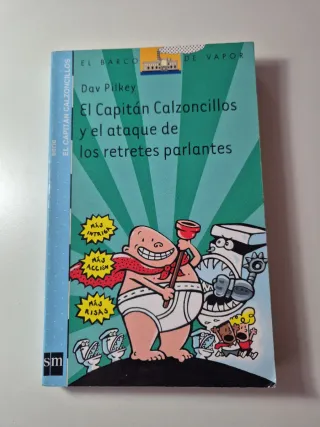 EL BARCO DE VAPOR
Dav Pilkey
El Capitán Calzoncillos
y el ataque de
los retretes parlantes
SERIE
EL CAPITÁN CALZONCILLOS
MÁS
INTRIGA
MÁS
ACCIÓN
MÁS
RISAS
sm